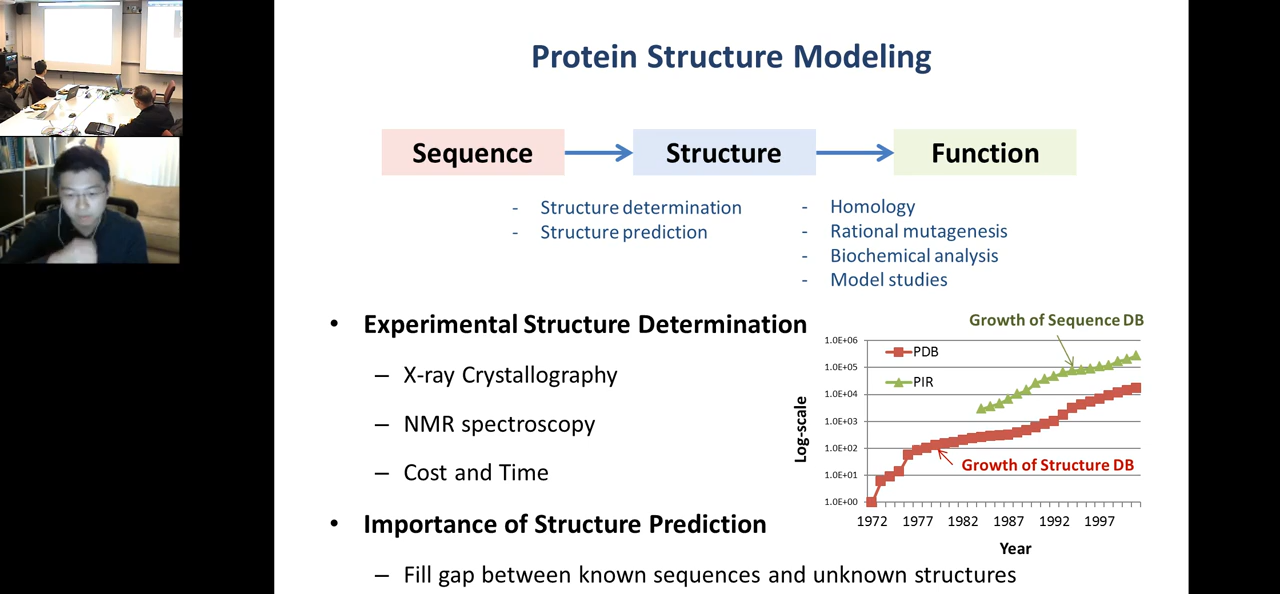 Protein Structure Modeling
Sequence
Structure
Function
- Structure determination
- Structure prediction
- Homology
- Rational mutagenesis
- Biochemical analysis
- Model studies
• Experimental Structure Determination
– X-ray Crystallography
– NMR spectroscopy
– Cost and Time
• Importance of Structure Prediction
– Fill gap between known sequences and unknown structures
Growth of Sequence DB
1.0E+06
1.0E+05
1.0E+04
1.0E+03
1.0E+02
1.0E+01
1.0E+00
Log-scale
PDB
PIR
Growth of Structure DB
1972 1977 1982 1987 1992 1997
Year